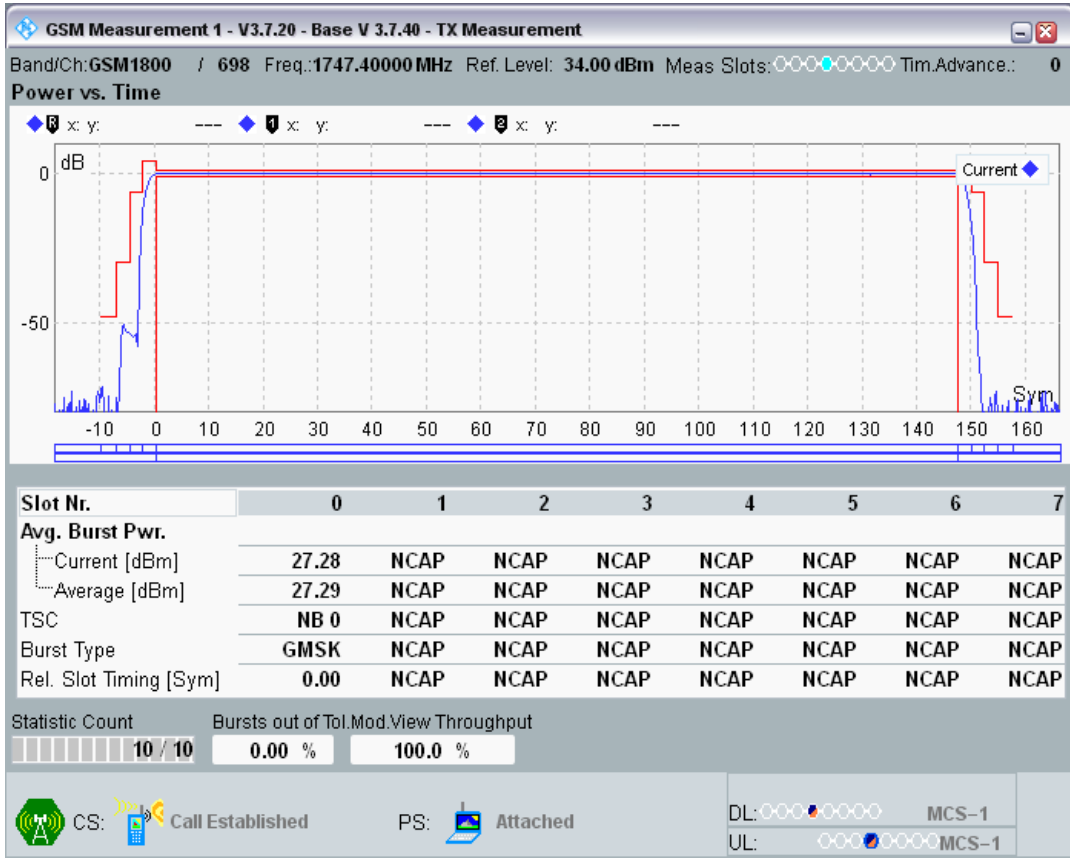 GSM Measurement 1 - V3.7.20 - Base V 3.7.40 - TX Measurement
Band/Ch:GSM1800 / 698 Freq.:1747.40000 MHz Ref. Level: 34.00 dBm Meas Slots: Tim.Advance.: 0
Power vs. Time
R x: y: --- 1 x: y: --- 2 x: y: ---
dB
Current
0
-50
Sym
-10 0 10 20 30 40 50 60 70 80 90 100 110 120 130 140 150 160
Slot Nr. 0 1 2 3 4 5 6 7
Avg. Burst Pwr.
Current [dBm] 27.28 NCAP NCAP NCAP NCAP NCAP NCAP NCAP
Average [dBm] 27.29 NCAP NCAP NCAP NCAP NCAP NCAP NCAP
TSC NB 0 NCAP NCAP NCAP NCAP NCAP NCAP NCAP
Burst Type GMSK NCAP NCAP NCAP NCAP NCAP NCAP NCAP
Rel. Slot Timing [Sym] 0.00 NCAP NCAP NCAP NCAP NCAP NCAP NCAP
Statistic Count Bursts out of Tol.Mod.View Throughput
10 / 10 0.00 % 100.0 %
CS: Call Established PS: Attached
DL: MCS-1
UL: MCS-1